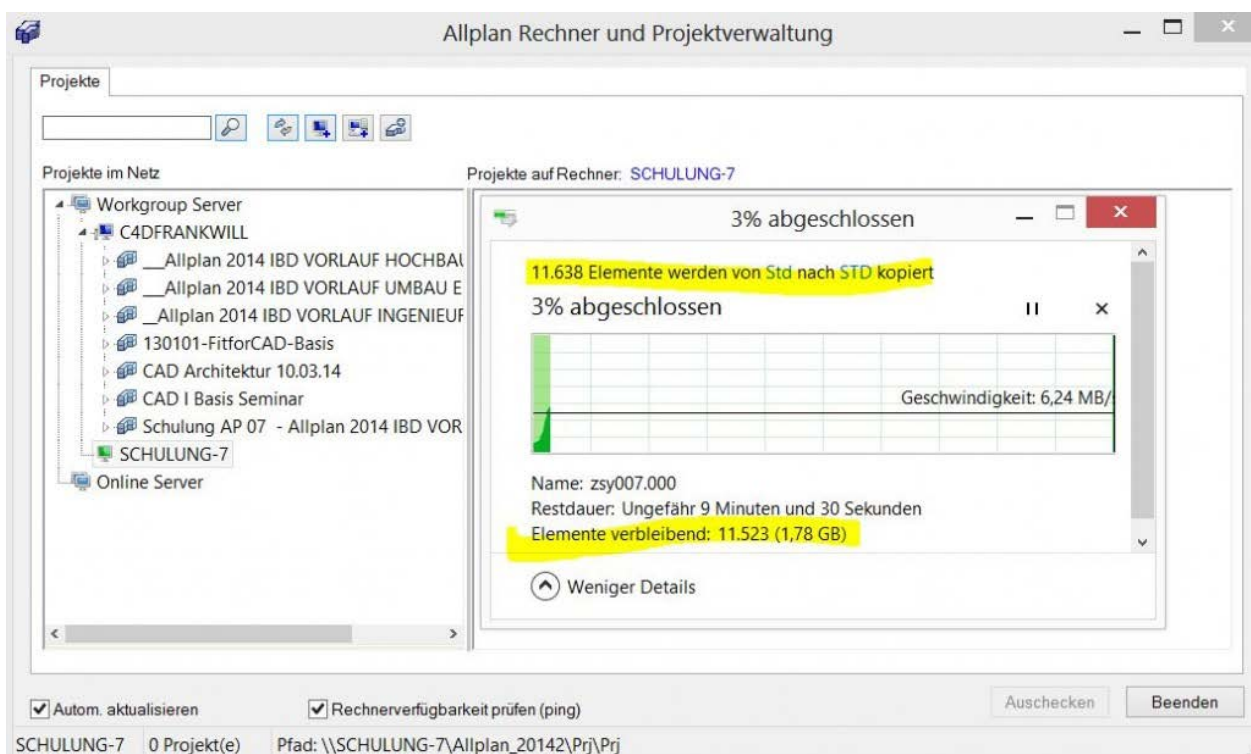 Allplan Rechner und Projektverwaltung
Projekte
Projekte im Netz
Projekte auf Rechner: SCHULUNG-7
Workgroup Server
C4DFRANKWILL
__Allplan 2014 IBD VORLAUF HOCHBAU
__Allplan 2014 IBD VORLAUF UMBAU E
__Allplan 2014 IBD VORLAUF INGENIEUF
130101-FitforCAD-Basis
CAD Architektur 10.03.14
CAD I Basis Seminar
Schulung AP 07 - Allplan 2014 IBD VOR
SCHULUNG-7
Online Server
3% abgeschlossen
11.638 Elemente werden von Std nach STD kopiert
3% abgeschlossen
Geschwindigkeit: 6,24 MB/
Name: zsy007.000
Restdauer: Ungefähr 9 Minuten und 30 Sekunden
Elemente verbleibend: 11.523 (1,78 GB)
Weniger Details
Autom. aktualisieren
Rechnerverfügbarkeit prüfen (ping)
Auschecken
Beenden
SCHULUNG-7 0 Projekt(e) Pfad: \\SCHULUNG-7\Allplan_20142\Prj\Prj